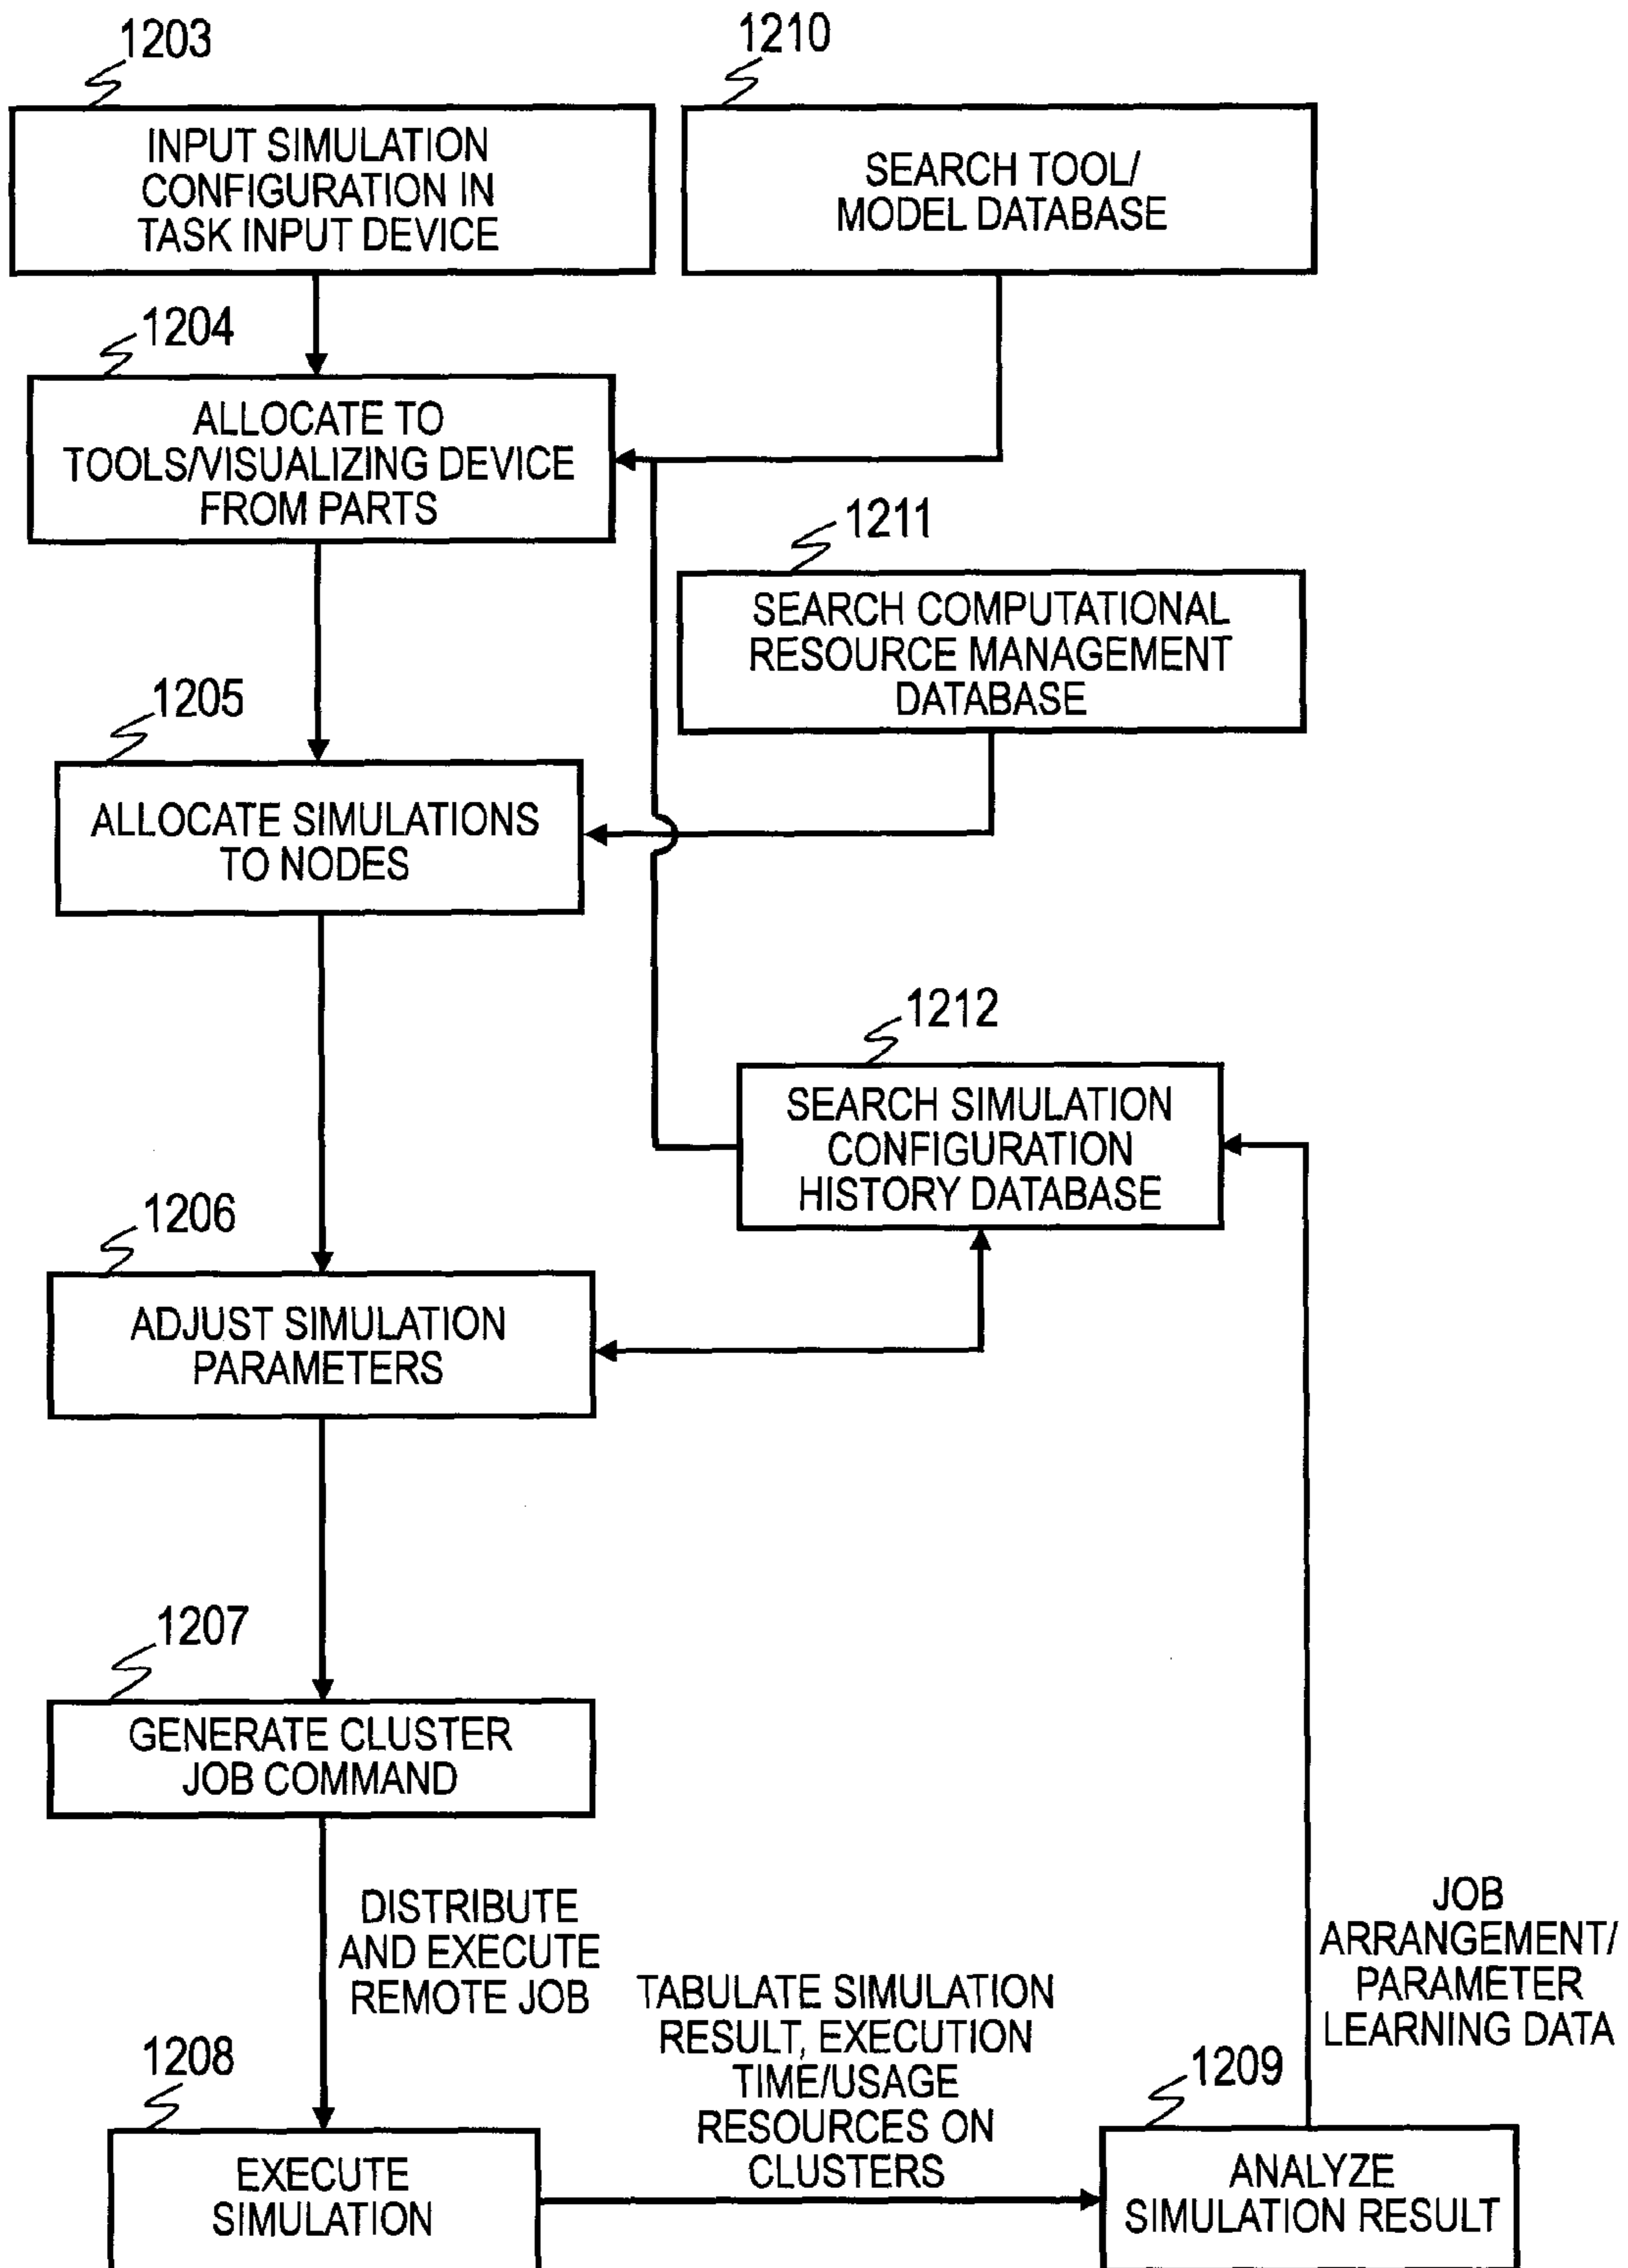 1203
INPUT SIMULATION
CONFIGURATION IN
TASK INPUT DEVICE
1210
SEARCH TOOL/
MODEL DATABASE
1204
ALLOCATE TO
TOOLS/VISUALIZING DEVICE
FROM PARTS
1211
SEARCH COMPUTATIONAL
RESOURCE MANAGEMENT
DATABASE
1205
ALLOCATE SIMULATIONS
TO NODES
1212
SEARCH SIMULATION
CONFIGURATION
HISTORY DATABASE
1206
ADJUST SIMULATION
PARAMETERS
1207
GENERATE CLUSTER
JOB COMMAND
DISTRIBUTE
AND EXECUTE
REMOTE JOB
1208
EXECUTE
SIMULATION
TABULATE SIMULATION
RESULT, EXECUTION
TIME/USAGE
RESOURCES ON
CLUSTERS
JOB
ARRANGEMENT/
PARAMETER
LEARNING DATA
1209
ANALYZE
SIMULATION RESULT